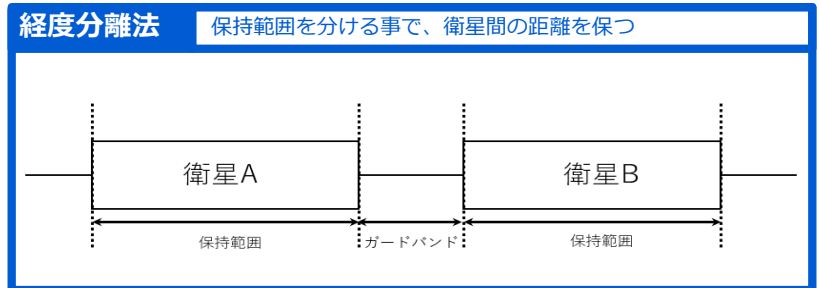 経度分離法
保持範囲を分ける事で、衛星間の距離を保つ
衛星A
衛星B
保持範囲
ガードバンド
保持範囲